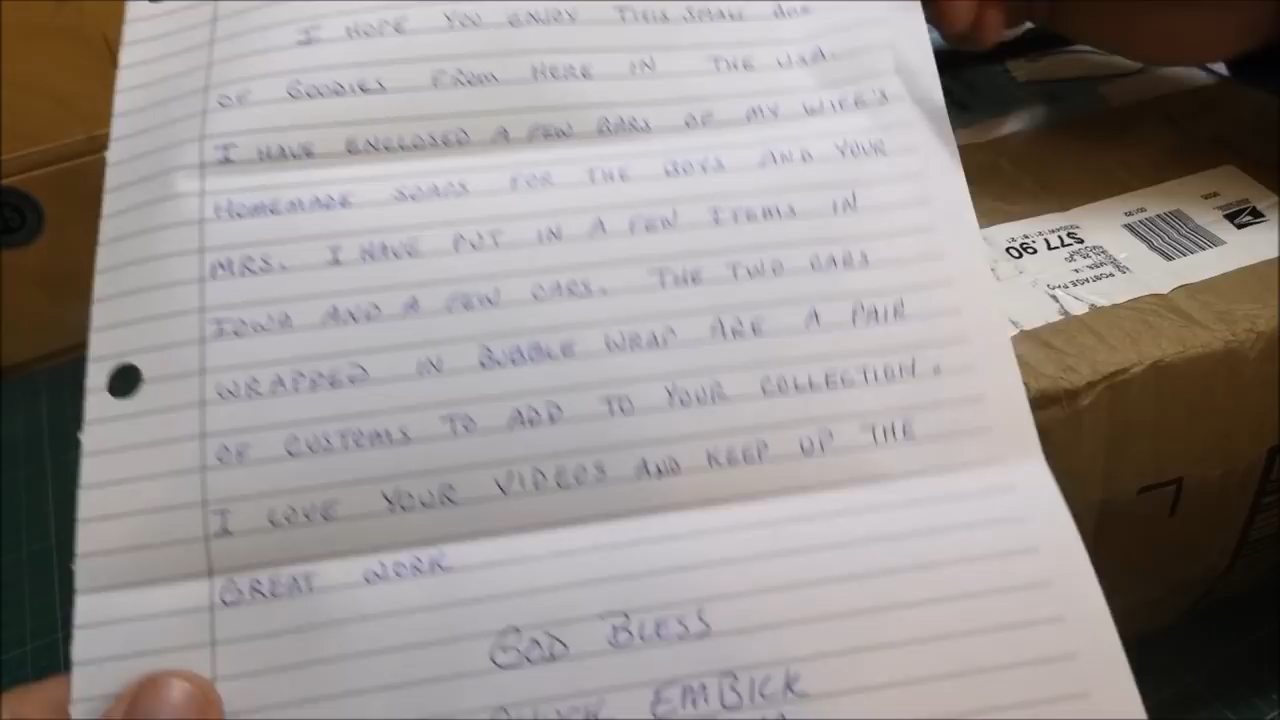 I HOPE YOU ENJOY THIS SMALL BOX
OF GOODIES FROM HERE IN THE USA.
I HAVE ENCLOSED A FEW BARS OF MY WIFE'S
HOMEMADE SOAPS FOR THE BOYS AND YOUR
MRS. I HAVE PUT IN A FEW ITEMS IN
IOWA AND A FEW CARS. THE TWO CARS
WRAPPED IN BUBBLE WRAP ARE A PAIR
OF CUSTOMS TO ADD TO YOUR COLLECTION.
I LOVE YOUR VIDEOS AND KEEP UP THE
GREAT WORK
GOD BLESS
EMBICK
$77.90
U.S. POSTAGE PAID
AMOUNT